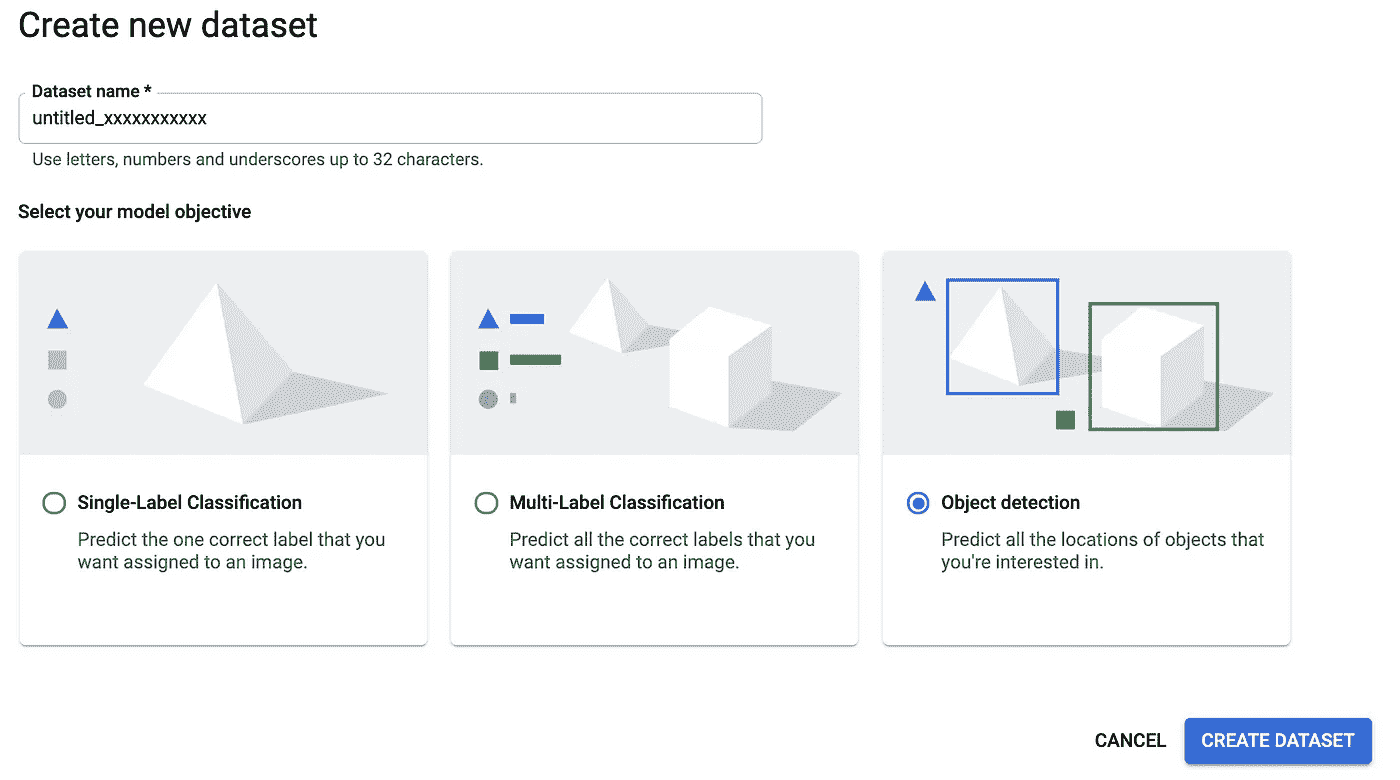 Create new dataset
Dataset name *
untitled_xxxxxxxxxxx
Use letters, numbers and underscores up to 32 characters.
Select your model objective
Single-Label Classification
Predict the one correct label that you
want assigned to an image.
Multi-Label Classification
Predict all the correct labels that you
want assigned to an image.
Object detection
Predict all the locations of objects that
you're interested in.
CANCEL
CREATE DATASET